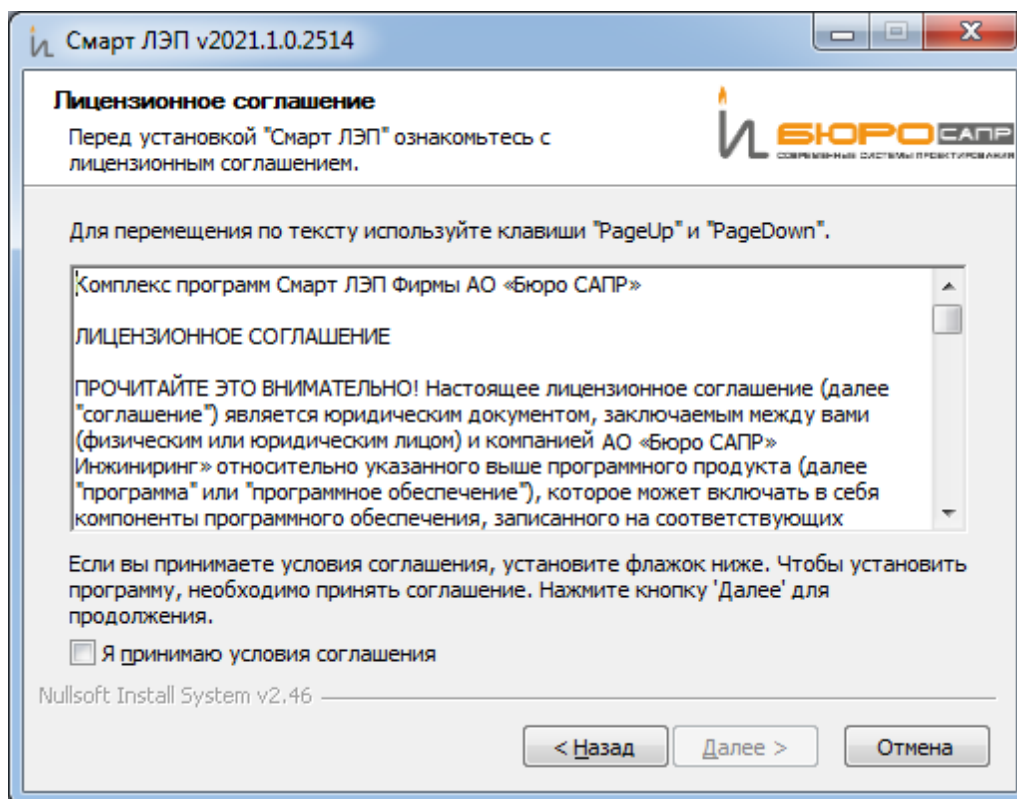 Смарт ЛЭП v2021.1.0.2514
Лицензионное соглашение
Перед установкой "Смарт ЛЭП" ознакомьтесь с
лицензионным соглашением.
БЮРО САПР
СОВРЕМЕННЫЕ СИСТЕМЫ ПРОЕКТИРОВАНИЯ
Для перемещения по тексту используйте клавиши "PageUp" и "PageDown".
Комплекс программ Смарт ЛЭП Фирмы АО «Бюро САПР»
ЛИЦЕНЗИОННОЕ СОГЛАШЕНИЕ
ПРОЧИТАЙТЕ ЭТО ВНИМАТЕЛЬНО! Настоящее лицензионное соглашение (далее
"соглашение") является юридическим документом, заключаемым между вами
(физическим или юридическим лицом) и компанией АО «Бюро САПР»
Инжиниринг» относительно указанного выше программного продукта (далее
"программа" или "программное обеспечение"), которое может включать в себя
компоненты программного обеспечения, записанного на соответствующих
Если вы принимаете условия соглашения, установите флажок ниже. Чтобы установить
программу, необходимо принять соглашение. Нажмите кнопку 'Далее' для
продолжения.
Я принимаю условия соглашения
Nullsoft Install System v2.46
< Назад
Далее >
Отмена